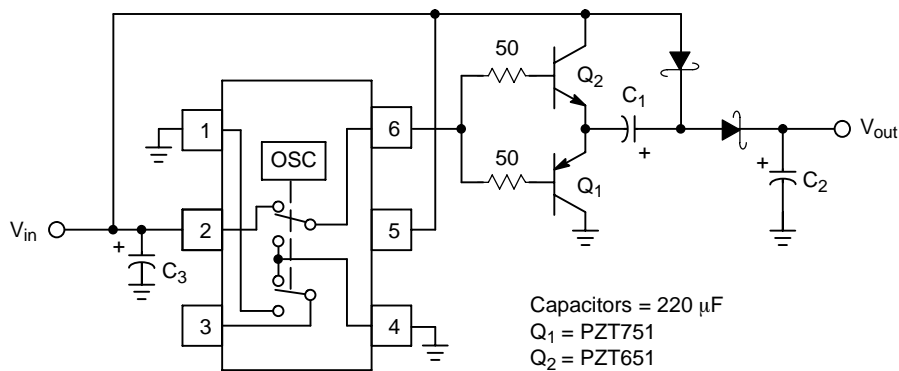 50
Q2
C1
+
Vout
1
6
OSC
50
+
C2
Q1
Vin
2
5
+
C3
3
4
Capacitors = 220 μF
Q1 = PZT751
Q2 = PZT651